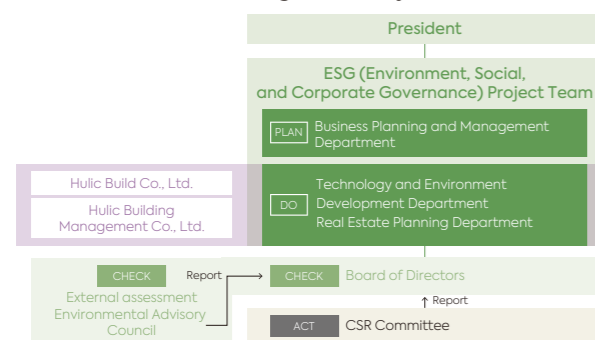 President
ESG (Environment, Social,
and Corporate Governance) Project Team
PLAN
Business Planning and Management
Department
Hulic Build Co., Ltd.
Hulic Building
Management Co., Ltd.
DO
Technology and Environment
Development Department
Real Estate Planning Department
CHECK
External assessment
Environmental Advisory
Council
Report
CHECK
Board of Directors
Report
ACT
CSR Committee